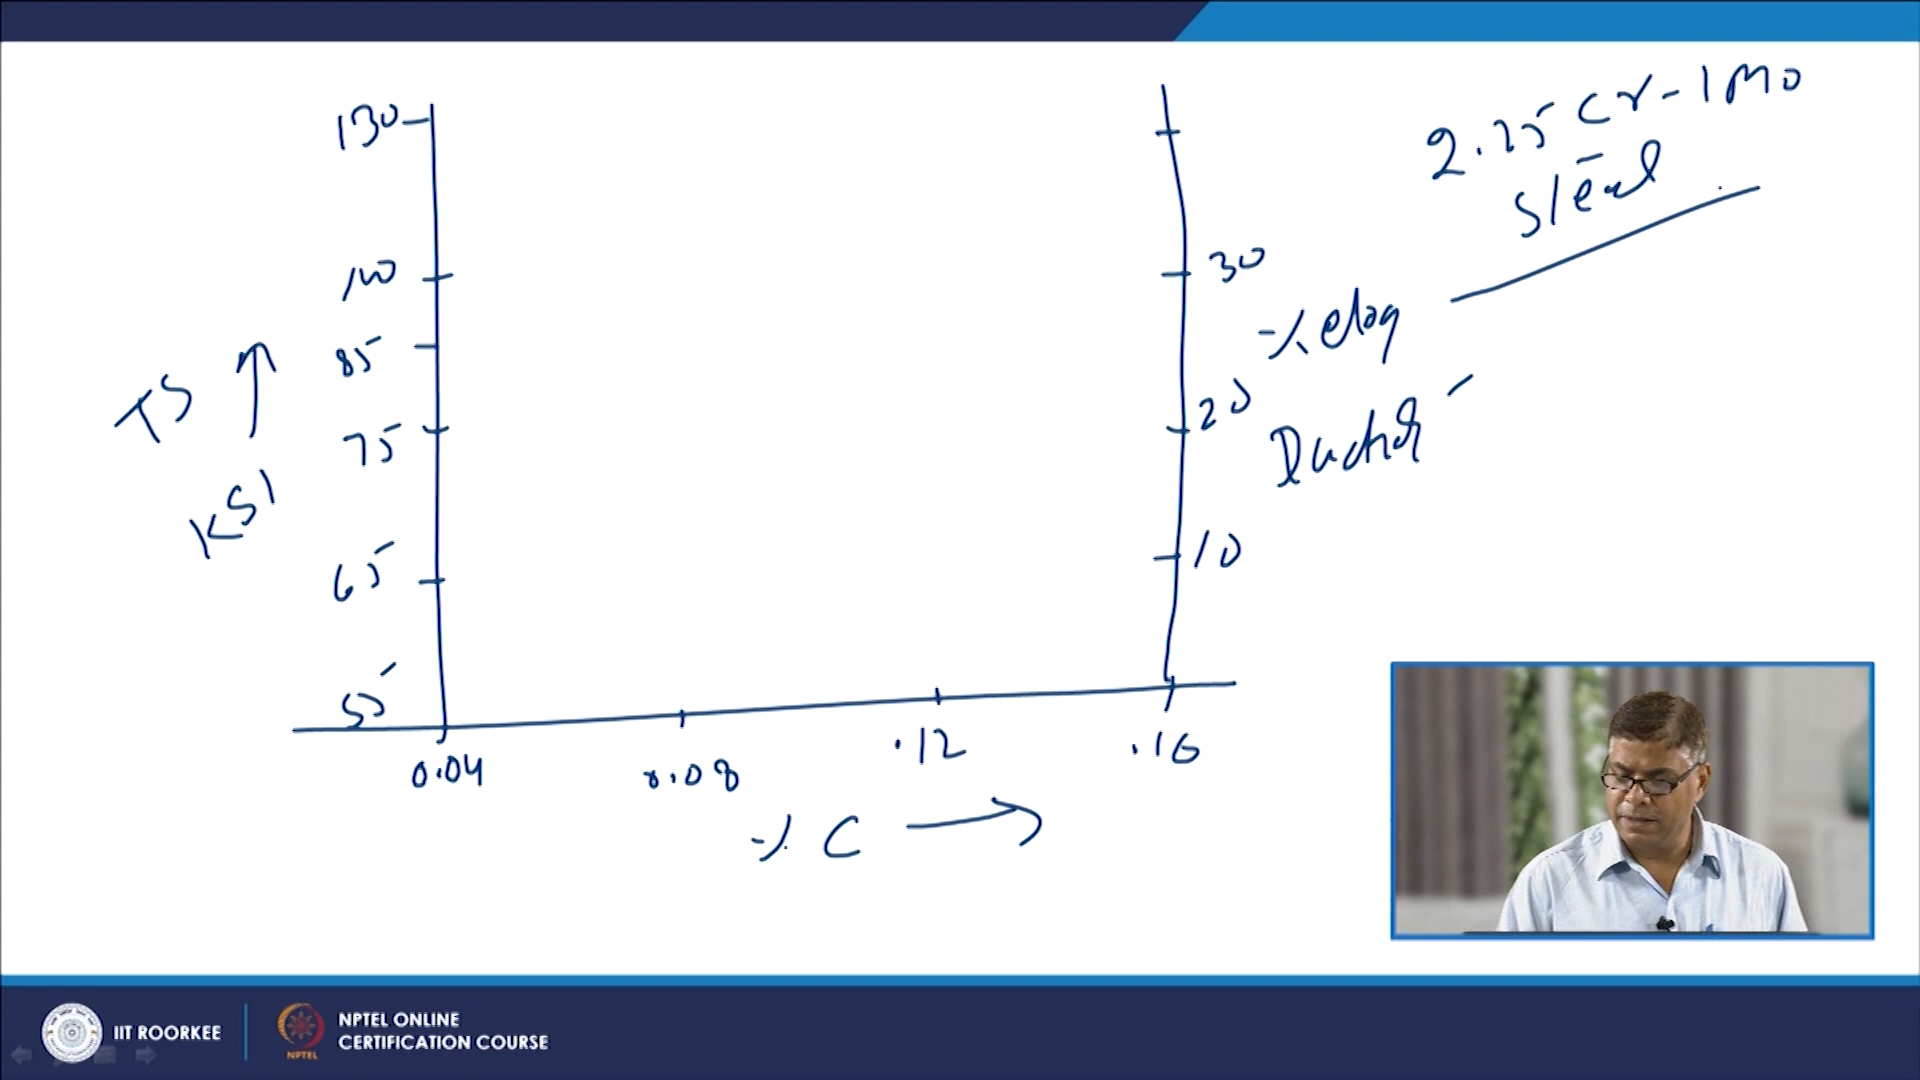 2.25 Cr-1Mo
Steel
130
100
85
75
65
55
TS
KSI
30
20
10
% elog
0.04
0.08
.12
.16
% C
IIT ROORKEE
NPTEL
NPTEL ONLINE
CERTIFICATION COURSE